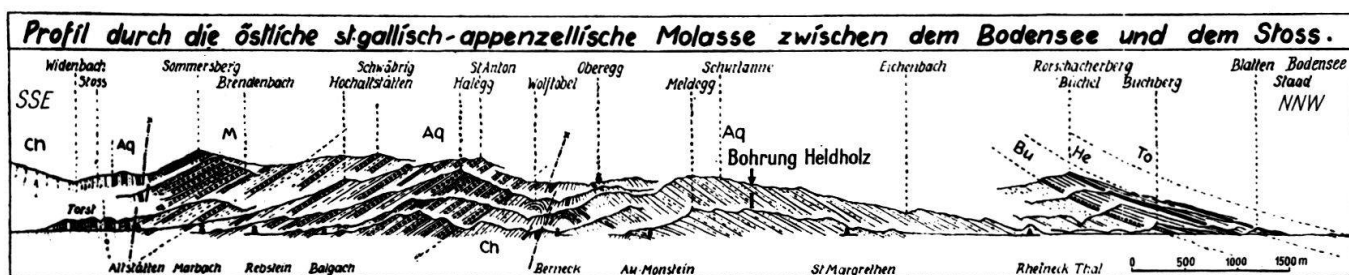 Profil durch die östliche st.gallisch-appenzellische Molasse zwischen dem Bodensee und dem Stoss.
Widenbach Sommersberg Schwäbrig St.Anton Oberegg Schurtanne Eichenbach Rorschacherberg Blatten Bodensee
Stoss Brendenbach Hochaltstätten Halegg Wolftobel Meldegg Büchel Buchberg Staad
SSE NNW
Ch Aq M Aq Aq Bu He To
Bohrung Heldholz
Forst
Ch
Altstätten Marbach Rebstein Balgach Berneck Au-Monstein St Margrethen Rheineck Thal 0 500 1000 1500 m